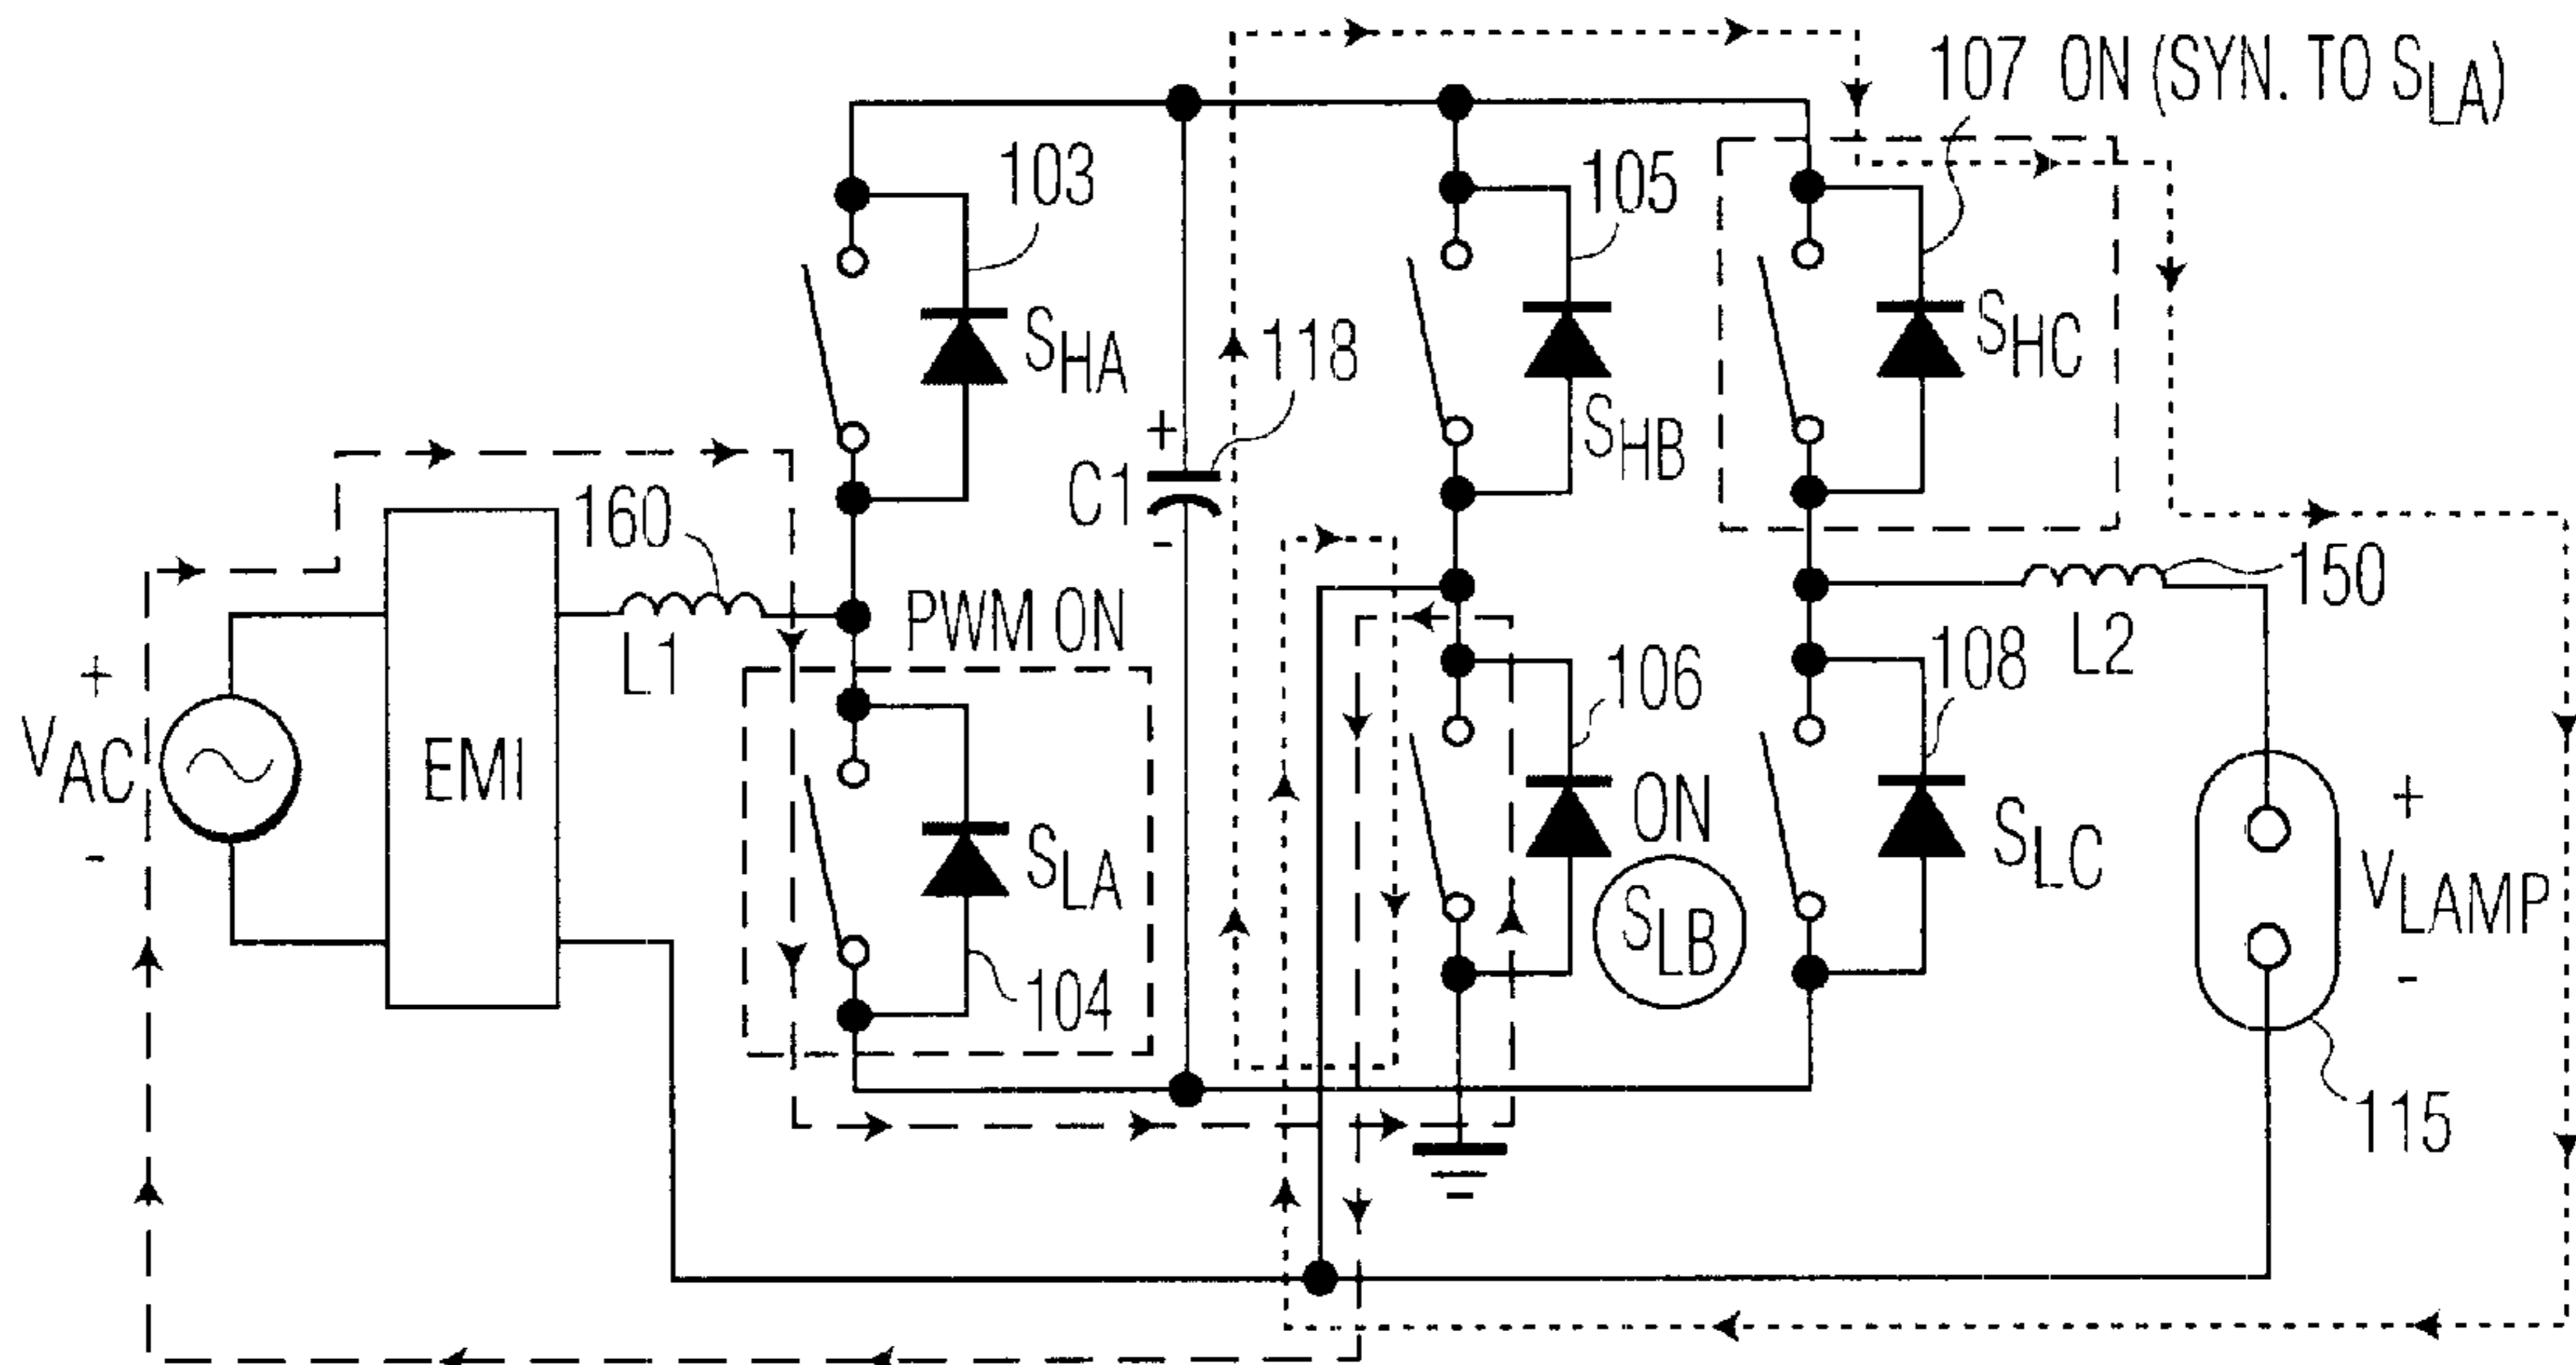 107 ON (SYN. TO SLA)
103
105
SHA
118
SHC
+
C1
-
SHB
160
L1
PWM ON
150
L2
+
VAC
-
EMI
106
108
ON
SLA
SLB
SLC
+
VLAMP
-
104
115